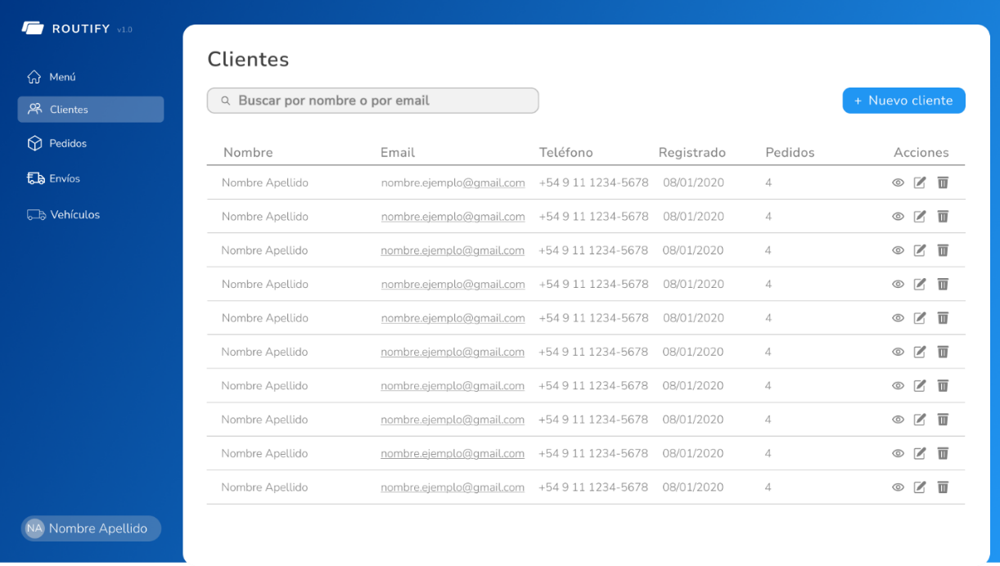 ROUTIFY v1.0
Menú
Clientes
Pedidos
Envíos
Vehículos
NA Nombre Apellido
Clientes
Buscar por nombre o por email
+ Nuevo cliente
Nombre Email Teléfono Registrado Pedidos Acciones
Nombre Apellido nombre.ejemplo@gmail.com +54 9 11 1234-5678 08/01/2020 4
Nombre Apellido nombre.ejemplo@gmail.com +54 9 11 1234-5678 08/01/2020 4
Nombre Apellido nombre.ejemplo@gmail.com +54 9 11 1234-5678 08/01/2020 4
Nombre Apellido nombre.ejemplo@gmail.com +54 9 11 1234-5678 08/01/2020 4
Nombre Apellido nombre.ejemplo@gmail.com +54 9 11 1234-5678 08/01/2020 4
Nombre Apellido nombre.ejemplo@gmail.com +54 9 11 1234-5678 08/01/2020 4
Nombre Apellido nombre.ejemplo@gmail.com +54 9 11 1234-5678 08/01/2020 4
Nombre Apellido nombre.ejemplo@gmail.com +54 9 11 1234-5678 08/01/2020 4
Nombre Apellido nombre.ejemplo@gmail.com +54 9 11 1234-5678 08/01/2020 4
Nombre Apellido nombre.ejemplo@gmail.com +54 9 11 1234-5678 08/01/2020 4